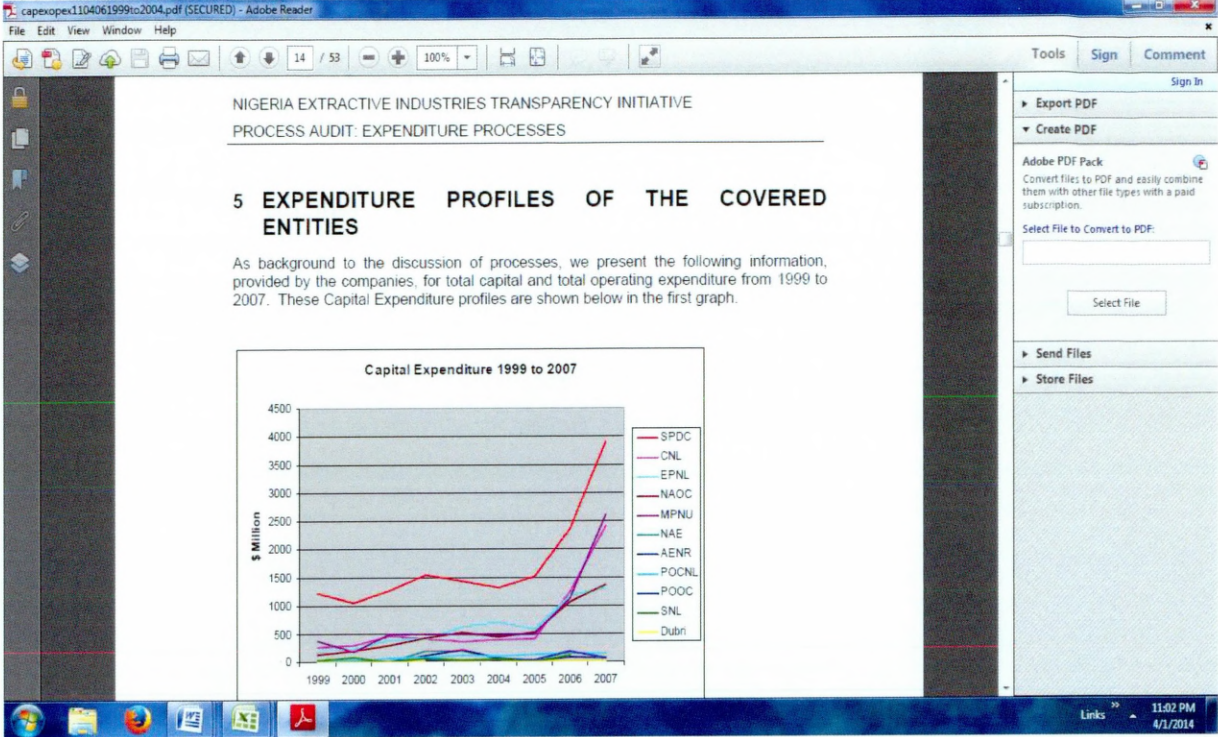 capexopex1104061999to2004.pdf (SECURED) - Adobe Reader
File Edit View Window Help
14 / 53 100% Tools Sign Comment
Sign In
NIGERIA EXTRACTIVE INDUSTRIES TRANSPARENCY INITIATIVE
PROCESS AUDIT: EXPENDITURE PROCESSES
5 EXPENDITURE PROFILES OF THE COVERED
ENTITIES
As background to the discussion of processes, we present the following information,
provided by the companies, for total capital and total operating expenditure from 1999 to
2007. These Capital Expenditure profiles are shown below in the first graph.
Capital Expenditure 1999 to 2007
$ Million
4500
4000
3500
3000
2500
2000
1500
1000
500
0
1999 2000 2001 2002 2003 2004 2005 2006 2007
SPDC
CNL
EPNL
NAOC
MPNU
NAE
AENR
POCNL
POOC
SNL
Dubri
Export PDF
Create PDF
Adobe PDF Pack
Convert files to PDF and easily combine
them with other file types with a paid
subscription.
Select File to Convert to PDF:
Select File
Send Files
Store Files
Links
11:02 PM
4/1/2014